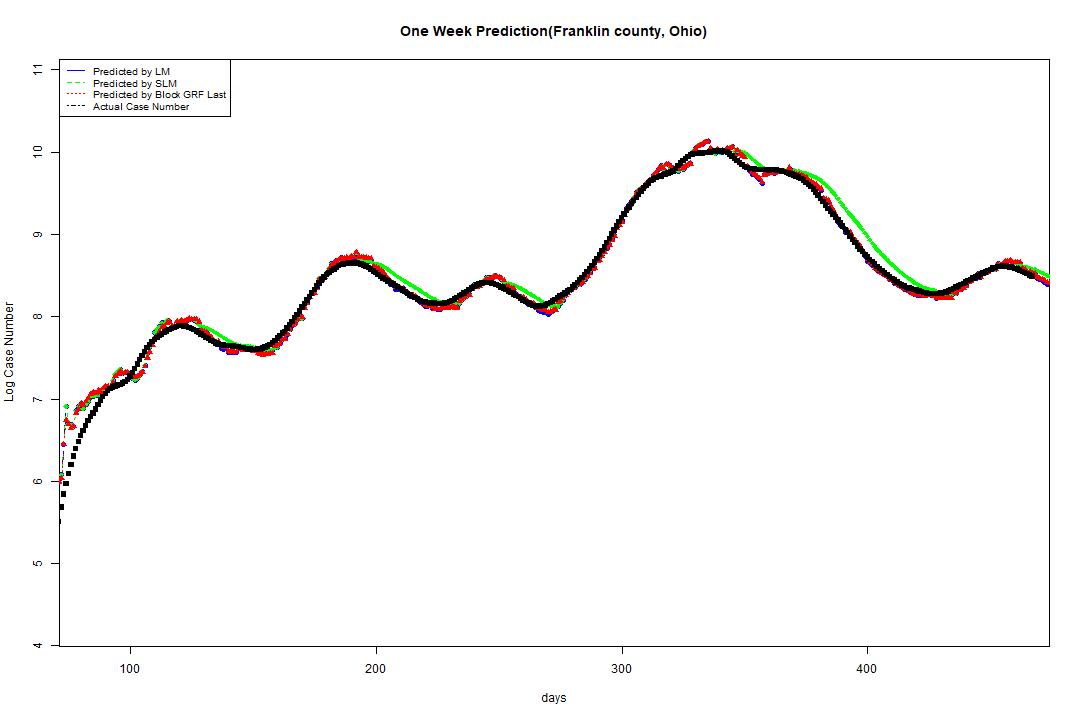 One Week Prediction(Franklin county, Ohio)
Predicted by LM
Predicted by SLM
Predicted by Block GRF Last
Actual Case Number
11
10
9
8
7
6
5
4
Log Case Number
100 200 300 400
days